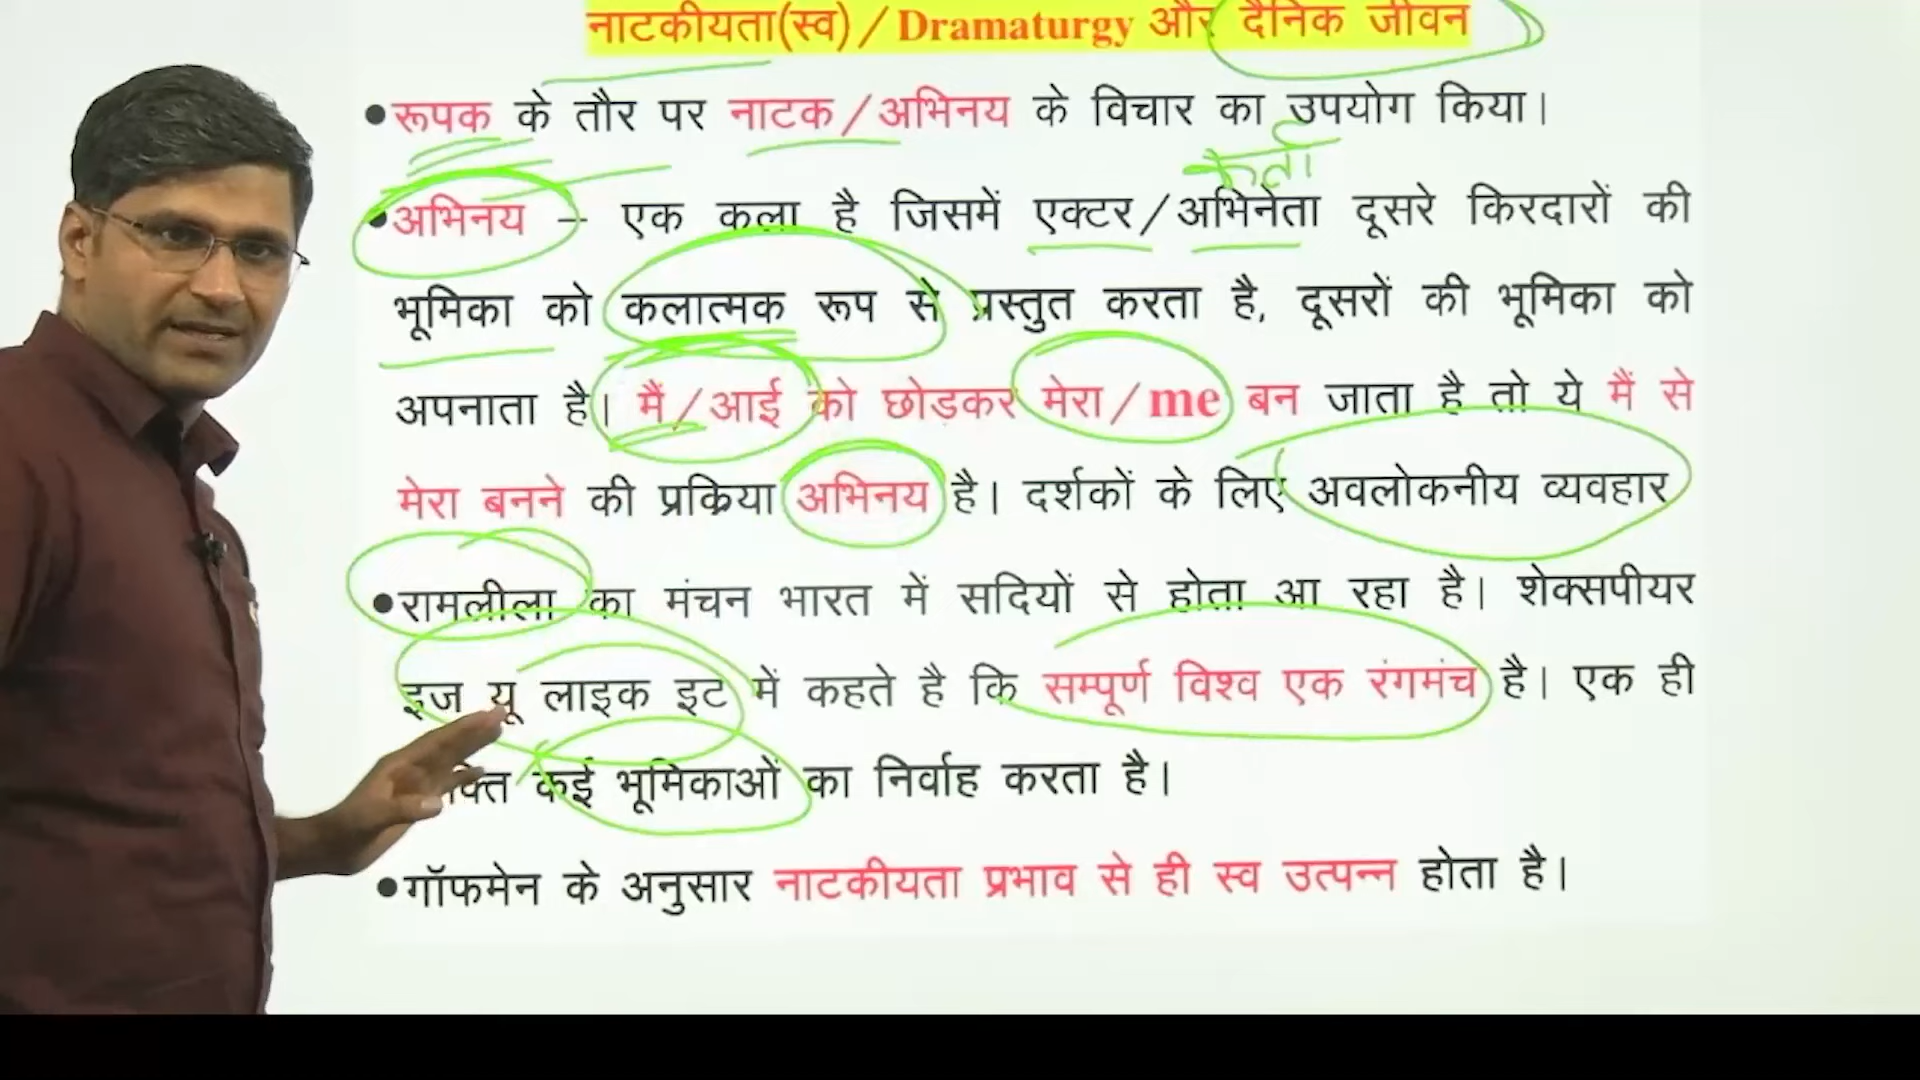 नाटकीयता(स्व)/Dramaturgy और दैनिक जीवन
•रूपक के तौर पर नाटक/अभिनय के विचार का उपयोग किया।
कर्ता
•अभिनय – एक कला है जिसमें एक्टर/अभिनेता दूसरे किरदारों की
भूमिका को कलात्मक रूप से प्रस्तुत करता है, दूसरों की भूमिका को
अपनाता है। मैं/आई को छोड़कर मेरा/me बन जाता है तो ये मैं से
मेरा बनने की प्रक्रिया अभिनय है। दर्शकों के लिए अवलोकनीय व्यवहार
•रामलीला का मंचन भारत में सदियों से होता आ रहा है। शेक्सपीयर
इज यू लाइक इट में कहते है कि सम्पूर्ण विश्व एक रंगमंच है। एक ही
कई भूमिकाओं का निर्वाह करता है।
•गॉफमेन के अनुसार नाटकीयता प्रभाव से ही स्व उत्पन्न होता है।